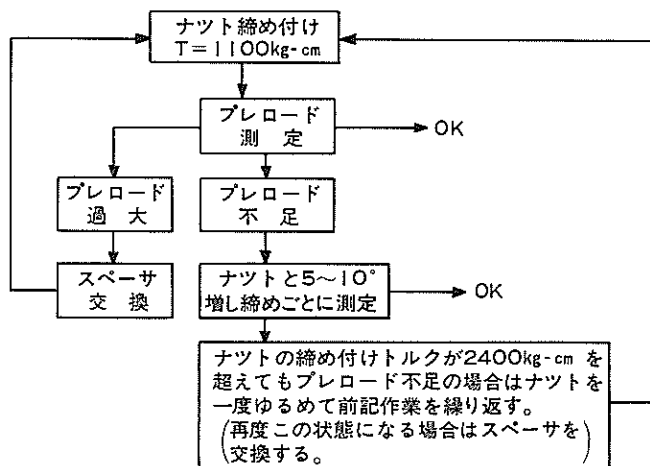 ナツト締め付け
T=1100kg-cm
プレロード
測定
OK
プレロード
過大
プレロード
不足
スペーサ
交換
ナツトと5〜10°
増し締めごとに測定
OK
ナツトの締め付けトルクが2400kg-cmを
超えてもプレロード不足の場合はナツトを
一度ゆるめて前記作業を繰り返す。
(再度この状態になる場合はスペーサを
交換する。)